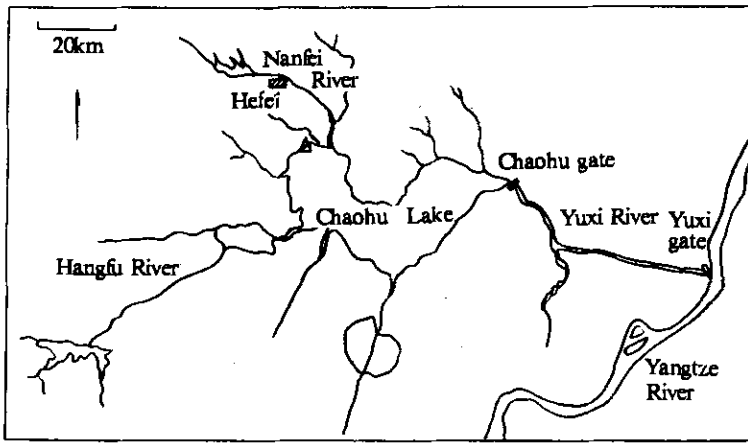 20km
Nanfei
River
Hefei
Chaohu gate
Chaohu Lake
Yuxi River
Yuxi
gate
Hangfu River
Yangtze
River